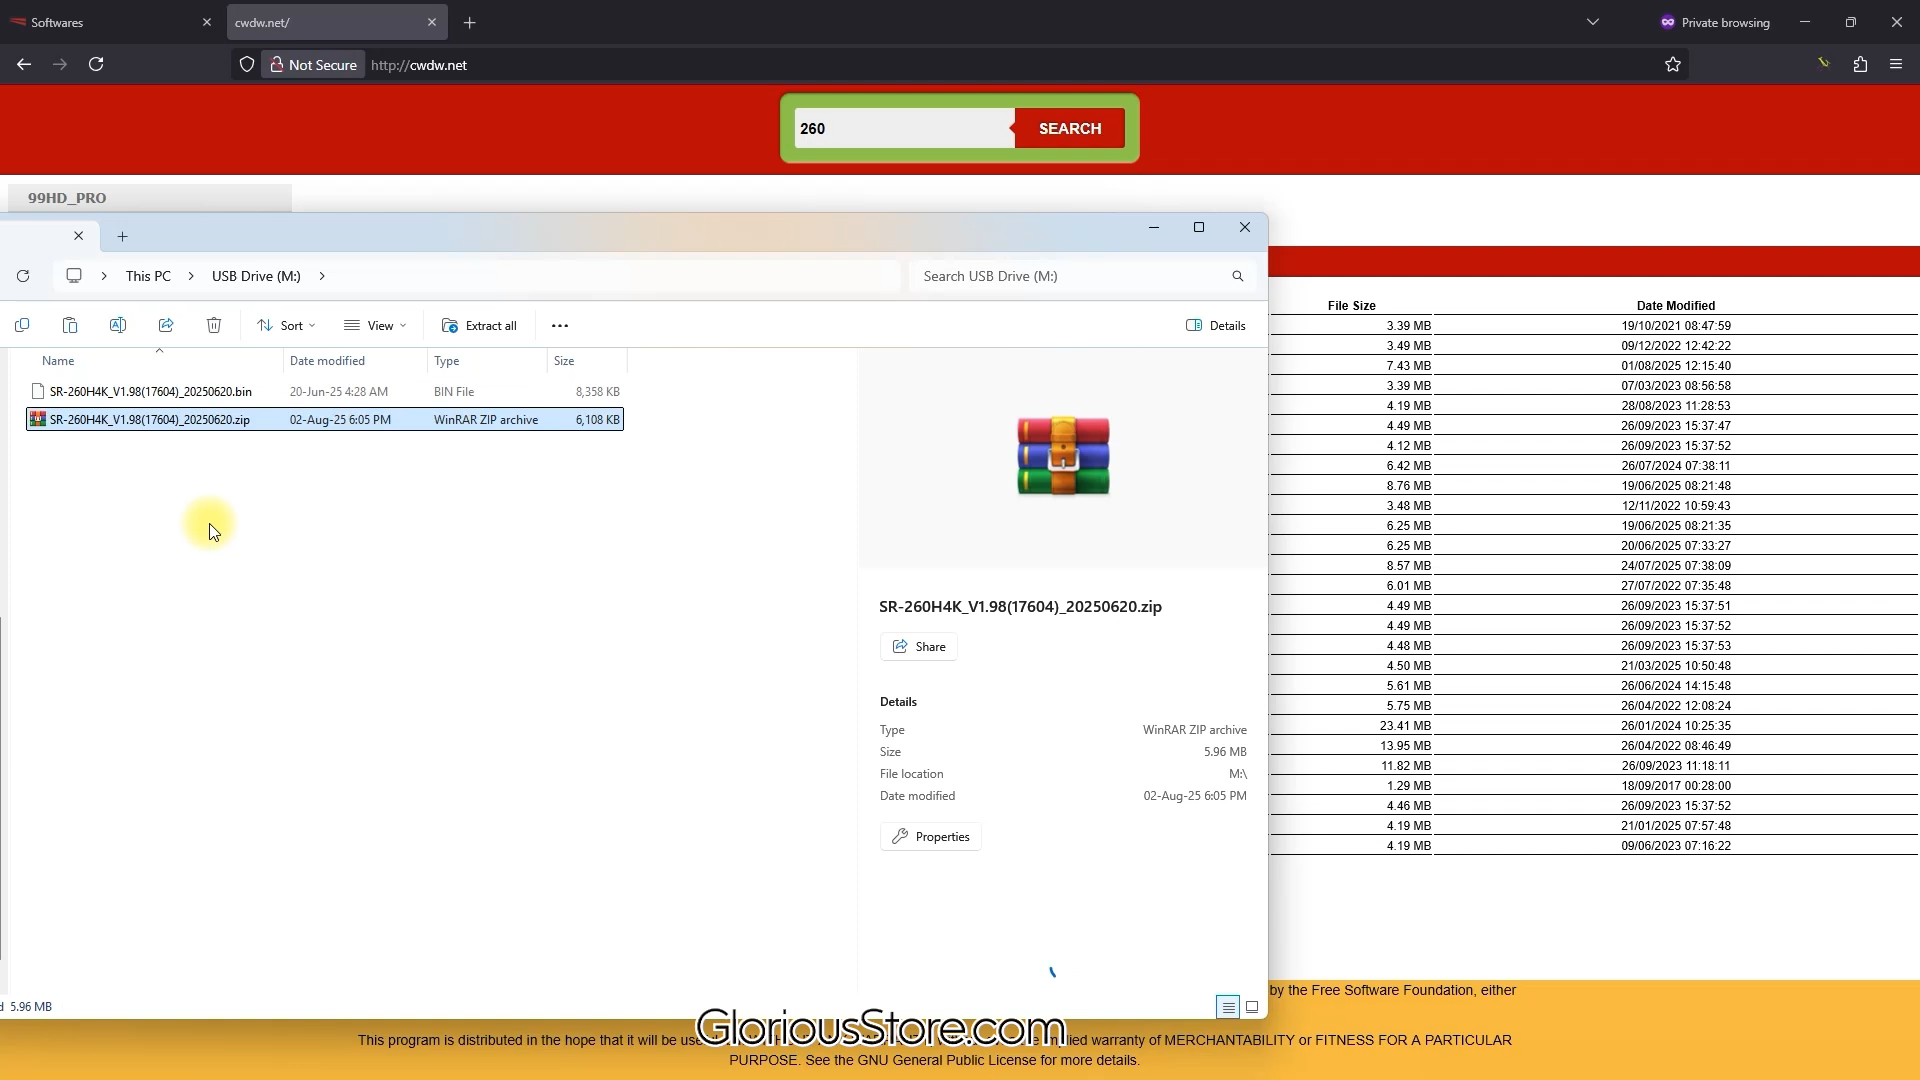 Softwares
cwdw.net/
Private browsing
Not Secure
http://cwdw.net
260
SEARCH
99HD_PRO
This PC
USB Drive (M:)
Search USB Drive (M:)
Sort
View
Extract all
Details
Name
Date modified
Type
Size
SR-260H4K_V1.98(17604)_20250620.bin
20-Jun-25 4:28 AM
BIN File
8,358 KB
SR-260H4K_V1.98(17604)_20250620.zip
02-Aug-25 6:05 PM
WinRAR ZIP archive
6,108 KB
SR-260H4K_V1.98(17604)_20250620.zip
Share
Details
Type
WinRAR ZIP archive
Size
5.96 MB
File location
M:\
Date modified
02-Aug-25 6:05 PM
Properties
5.96 MB
File Size
Date Modified
3.39 MB
19/10/2021 08:47:59
3.49 MB
09/12/2022 12:42:22
7.43 MB
01/08/2025 12:15:40
3.39 MB
07/03/2023 08:56:58
4.19 MB
28/08/2023 11:28:53
4.49 MB
26/09/2023 15:37:47
4.12 MB
26/09/2023 15:37:52
6.42 MB
26/07/2024 07:38:11
8.76 MB
19/06/2025 08:21:48
3.48 MB
12/11/2022 10:59:43
6.25 MB
19/06/2025 08:21:35
6.25 MB
20/06/2025 07:33:27
8.57 MB
24/07/2025 07:38:09
6.01 MB
27/07/2022 07:35:48
4.49 MB
26/09/2023 15:37:51
4.49 MB
26/09/2023 15:37:52
4.48 MB
26/09/2023 15:37:53
4.50 MB
21/03/2025 10:50:48
5.61 MB
26/06/2024 14:15:48
5.75 MB
26/04/2022 12:08:24
23.41 MB
26/01/2024 10:25:35
13.95 MB
26/04/2022 08:46:49
11.82 MB
26/09/2023 11:18:11
1.29 MB
18/09/2017 00:28:00
4.46 MB
26/09/2023 15:37:52
4.19 MB
21/01/2025 07:57:48
4.19 MB
09/06/2023 07:16:22
by the Free Software Foundation, either
GloriousStore.com
This program is distributed in the hope that it will be warranty of MERCHANTABILITY or FITNESS FOR A PARTICULAR
PURPOSE. See the GNU General Public License for more details.